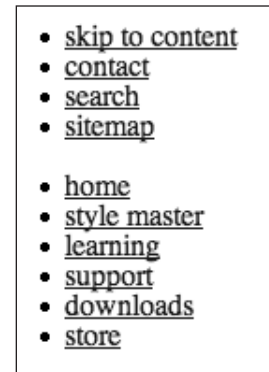 skip to content
contact
search
sitemap
home
style master
learning
support
downloads
store